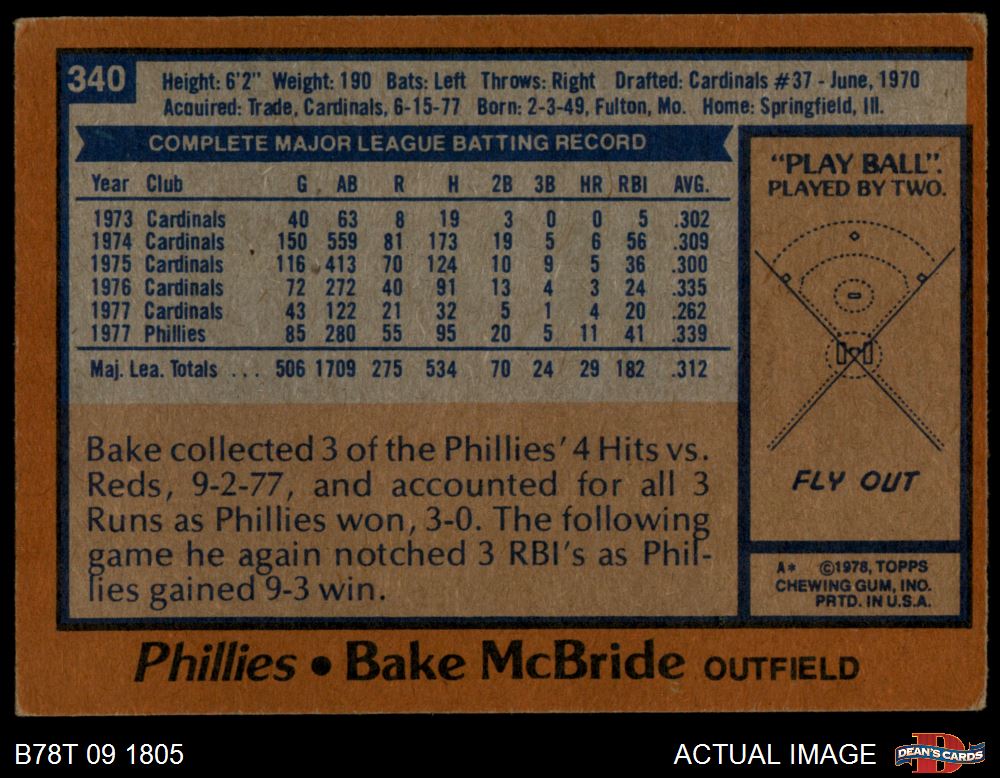 340
Height: 6'2" Weight: 190 Bats: Left Throws: Right Drafted: Cardinals #37 - June, 1970
Acquired: Trade, Cardinals, 6-15-77 Born: 2-3-49, Fulton, Mo. Home: Springfield, Ill.
COMPLETE MAJOR LEAGUE BATTING RECORD
Year Club G AB R H 2B 3B HR RBI AVG.
1973 Cardinals 40 63 8 19 3 0 0 5 .302
1974 Cardinals 150 559 81 173 19 5 6 56 .309
1975 Cardinals 116 413 70 124 10 9 5 36 .300
1976 Cardinals 72 272 40 91 13 4 3 24 .335
1977 Cardinals 43 122 21 32 5 1 4 20 .262
1977 Phillies 85 280 55 95 20 5 11 41 .339
Maj. Lea. Totals ... 506 1709 275 534 70 24 29 182 .312
Bake collected 3 of the Phillies' 4 Hits vs.
Reds, 9-2-77, and accounted for all 3
Runs as Phillies won, 3-0. The following
game he again notched 3 RBI's as Phil-
lies gained 9-3 win.
"PLAY BALL".
PLAYED BY TWO.
FLY OUT
A* ©1978, TOPPS
CHEWING GUM, INC.
PRTD. IN U.S.A.
Phillies • Bake McBride OUTFIELD
B78T 09 1805
ACTUAL IMAGE
DEAN'S CARDS